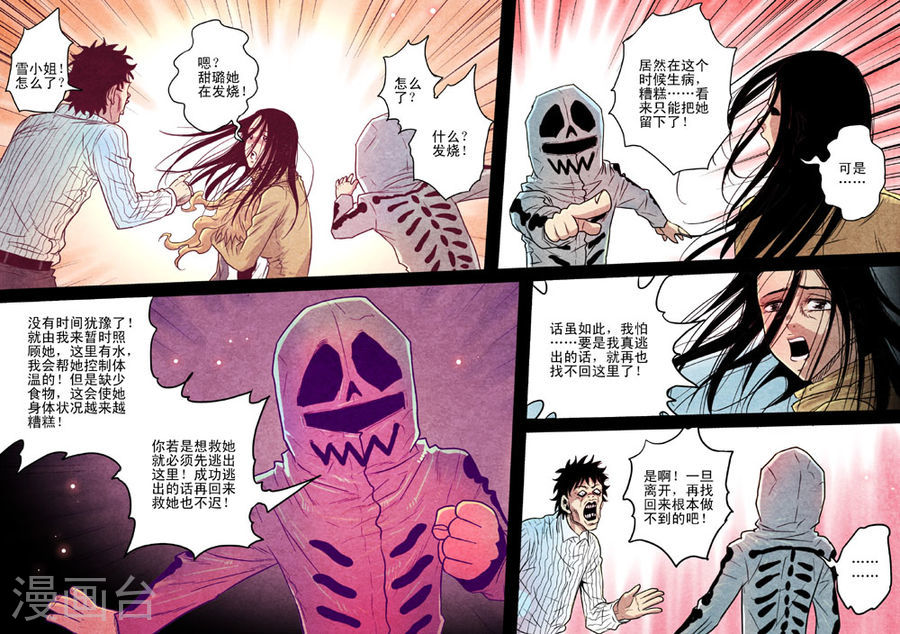 雪小姐！
怎么了？
嗯？
甜璐她
在发烧！
怎么
了？
什么？
发烧！
居然在这个
时候生病，
糟糕……看
来只能把她
留下了！
可是
……
没有时间犹豫了！
就由我来暂时照
顾她，这里有水，
我会帮她控制体
温的！但是缺少
食物，这会使她
身体状况越来越
糟糕！
你若是想救她
就必须先逃出
这里！成功逃
出的话再回来
救她也不迟！
话虽如此，我怕
……要是我真逃
出的话，就再也
找不回这里了！
是啊！一旦
离开，再找
回来根本做
不到的吧！
……
……
漫画台